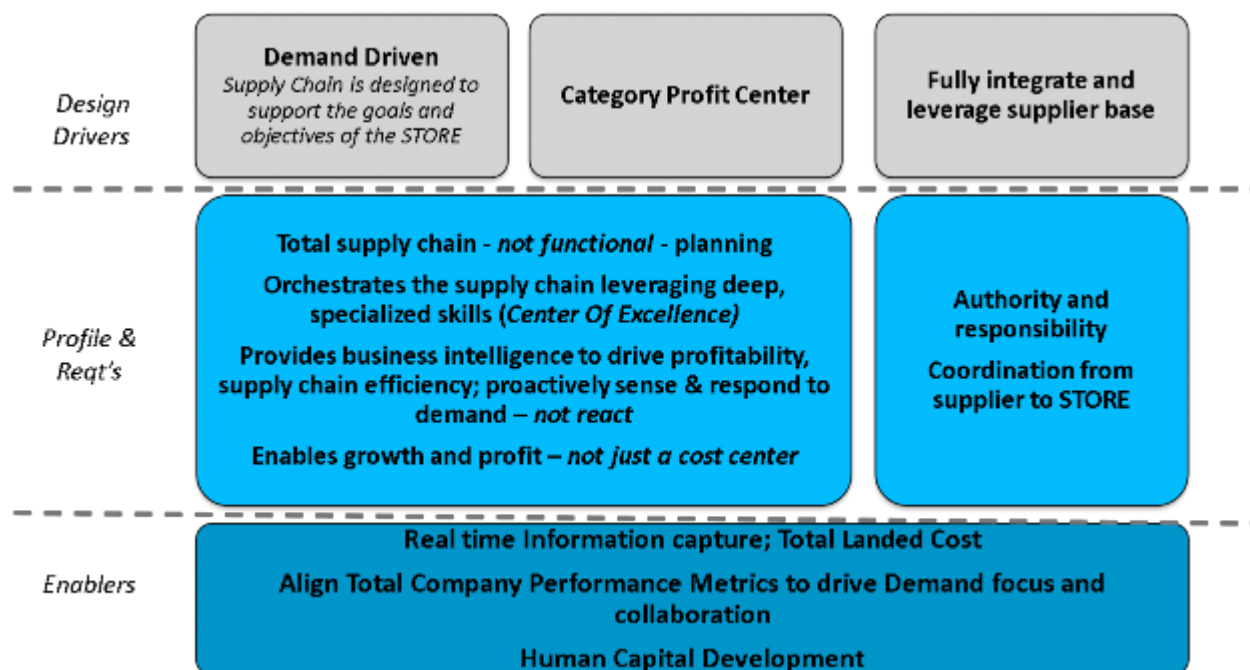 Design
Drivers
Demand Driven
Supply Chain is designed to
support the goals and
objectives of the STORE
Category Profit Center
Fully integrate and
leverage supplier base
Profile &
Reqt's
Total supply chain - not functional - planning
Orchestrates the supply chain leveraging deep,
specialized skills (Center Of Excellence)
Provides business intelligence to drive profitability,
supply chain efficiency; proactively sense & respond to
demand – not react
Enables growth and profit – not just a cost center
Authority and
responsibility
Coordination from
supplier to STORE
Enablers
Real time Information capture; Total Landed Cost
Align Total Company Performance Metrics to drive Demand focus and
collaboration
Human Capital Development